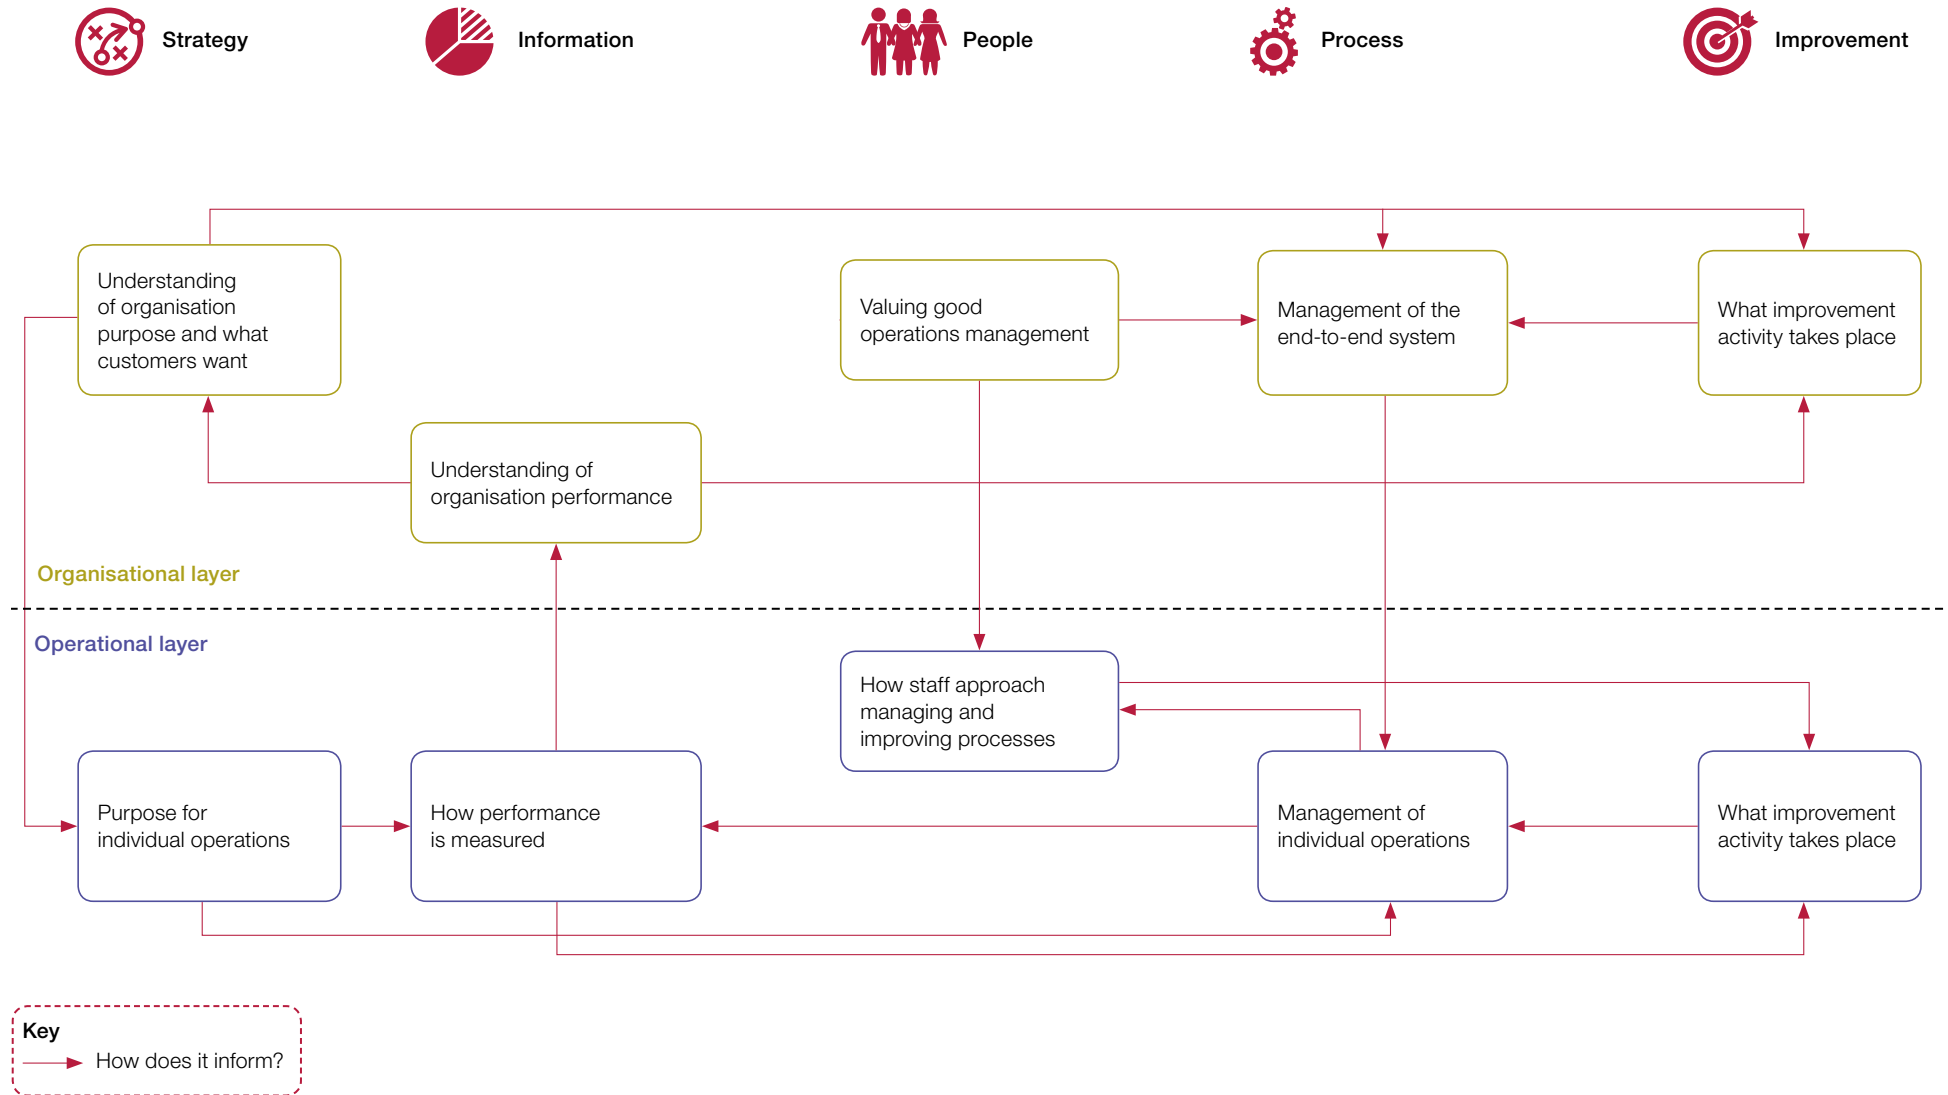 Strategy
Information
People
Process
Improvement
Understanding
of organisation
purpose and what
customers want
Valuing good
operations management
Management of the
end-to-end system
What improvement
activity takes place
Understanding of
organisation performance
Organisational layer
Operational layer
How staff approach
managing and
improving processes
Purpose for
individual operations
How performance
is measured
Management of
individual operations
What improvement
activity takes place
Key
How does it inform?